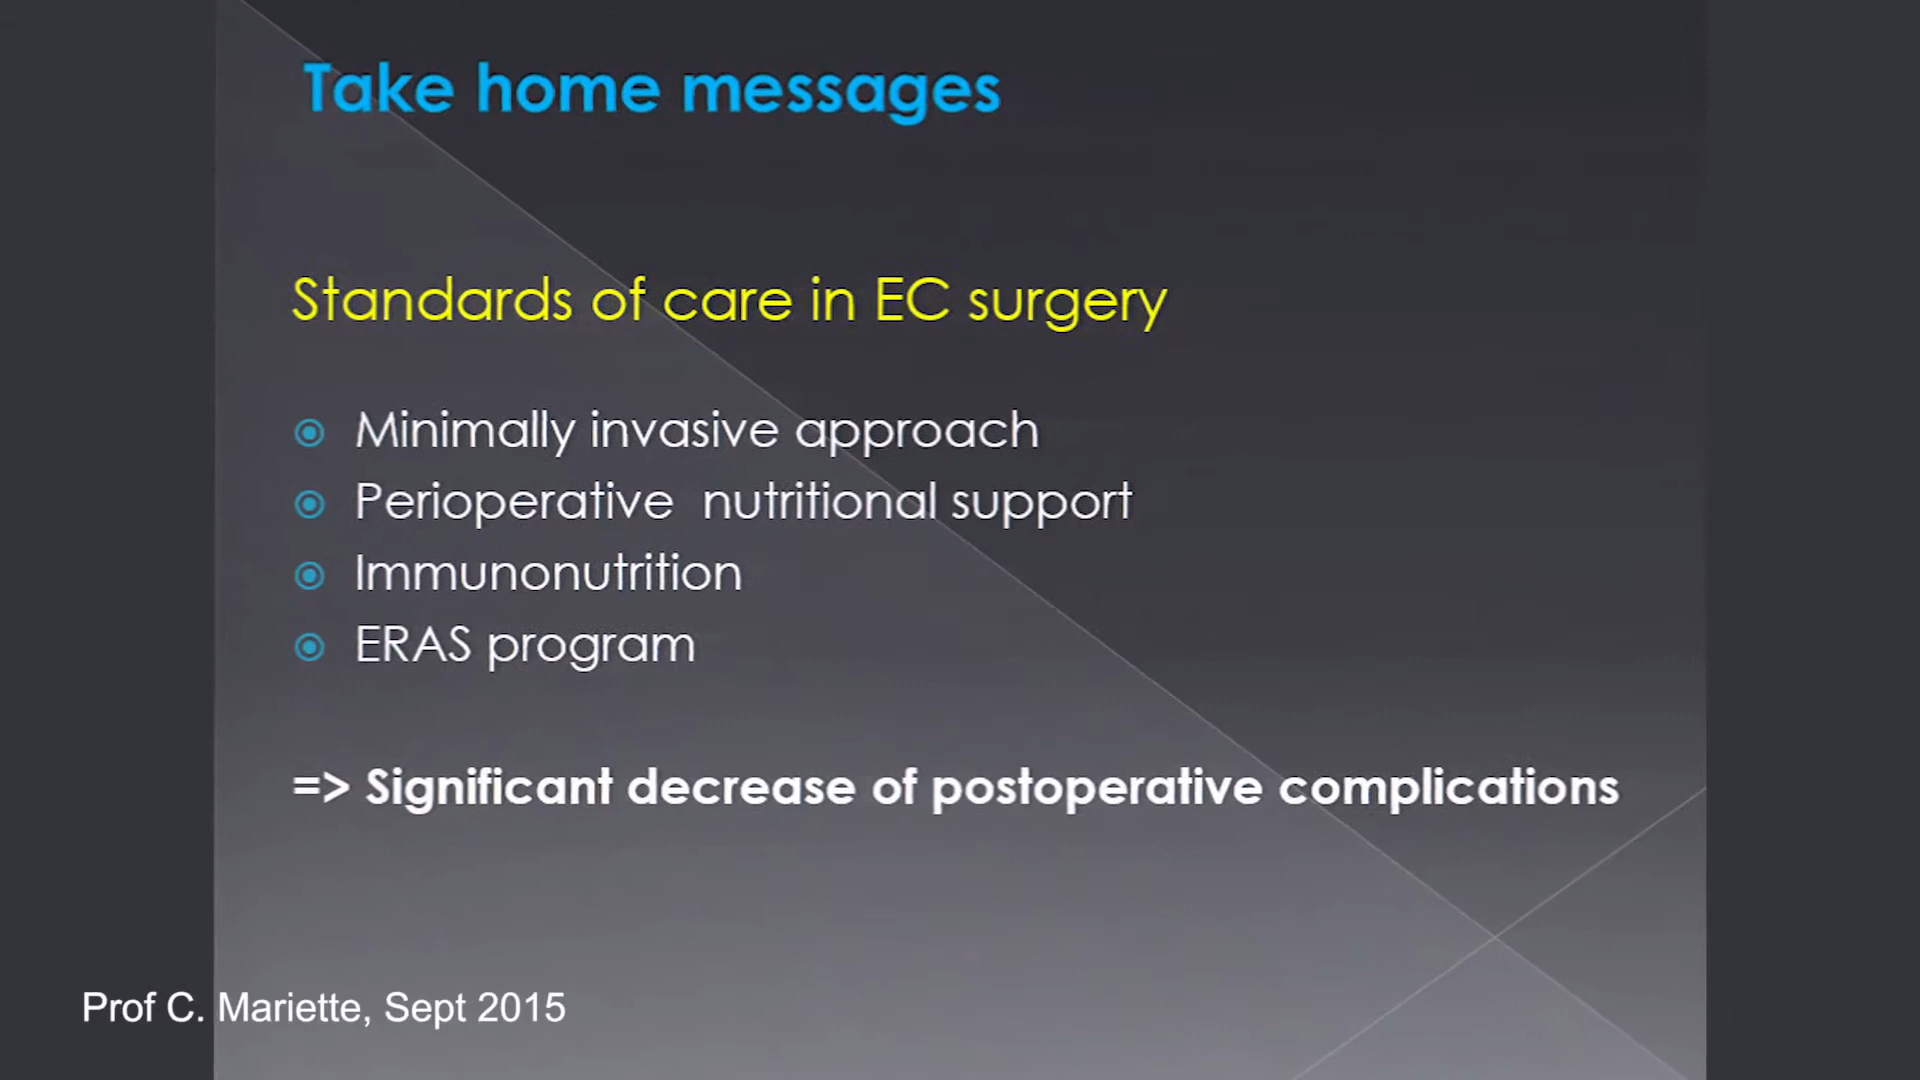 Take home messages
Standards of care in EC surgery
Minimally invasive approach
Perioperative  nutritional support
Immunonutrition
ERAS program
=> Significant decrease of postoperative complications
Prof C. Mariette, Sept 2015